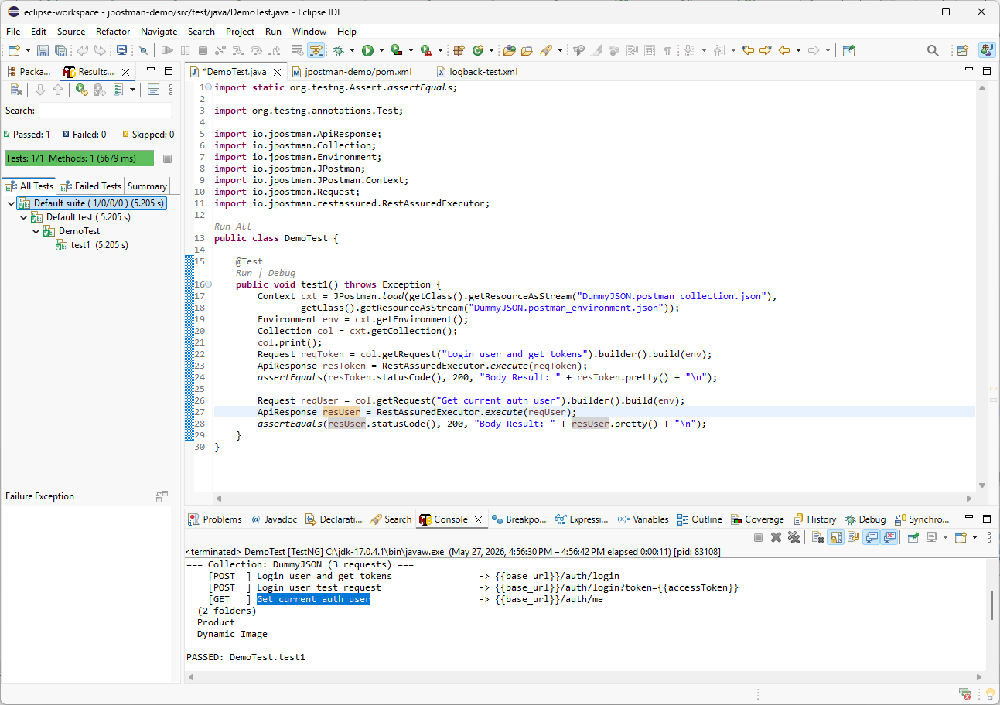 eclipse-workspace - jpostman-demo/src/test/java/DemoTest.java - Eclipse IDE
File Edit Source Refactor Navigate Search Project Run Window Help
Packa... Results...
Search:
Passed: 1 Failed: 0 Skipped: 0
Tests: 1/1 Methods: 1 (5679 ms)
All Tests Failed Tests Summary
Default suite ( 1/0/0/0 ) (5.205 s)
Default test ( 5.205 s)
DemoTest
test1 (5.205 s)
Failure Exception
*DemoTest.java jpostman-demo/pom.xml logback-test.xml
1 import static org.testng.Assert.assertEquals;
2
3 import org.testng.annotations.Test;
4
5 import io.jpostman.ApiResponse;
6 import io.jpostman.Collection;
7 import io.jpostman.Environment;
8 import io.jpostman.JPostman;
9 import io.jpostman.JPostman.Context;
10 import io.jpostman.Request;
11 import io.jpostman.restassured.RestAssuredExecutor;
12
Run All
13 public class DemoTest {
14
15 @Test
Run | Debug
16 public void test1() throws Exception {
17 Context cxt = JPostman.load(getClass().getResourceAsStream("DummyJSON.postman_collection.json"),
18 getClass().getResourceAsStream("DummyJSON.postman_environment.json"));
19 Environment env = cxt.getEnvironment();
20 Collection col = cxt.getCollection();
21 col.print();
22 Request reqToken = col.getRequest("Login user and get tokens").builder().build(env);
23 ApiResponse resToken = RestAssuredExecutor.execute(reqToken);
24 assertEquals(resToken.statusCode(), 200, "Body Result: " + resToken.pretty() + "\n");
25
26 Request reqUser = col.getRequest("Get current auth user").builder().build(env);
27 ApiResponse resUser = RestAssuredExecutor.execute(reqUser);
28 assertEquals(resUser.statusCode(), 200, "Body Result: " + resUser.pretty() + "\n");
29 }
30 }
Problems Javadoc Declarati... Search Console Breakpo... Expressi... Variables Outline Coverage History Debug Synchro...
<terminated> DemoTest [TestNG] C:\jdk-17.0.4.1\bin\javaw.exe (May 27, 2026, 4:56:30 PM – 4:56:42 PM elapsed 0:00:11) [pid: 83108]
=== Collection: DummyJSON (3 requests) ===
[POST ] Login user and get tokens -> {{base_url}}/auth/login
[POST ] Login user test request -> {{base_url}}/auth/login?token={{accessToken}}
[GET ] Get current auth user -> {{base_url}}/auth/me
(2 folders)
Product
Dynamic Image
PASSED: DemoTest.test1